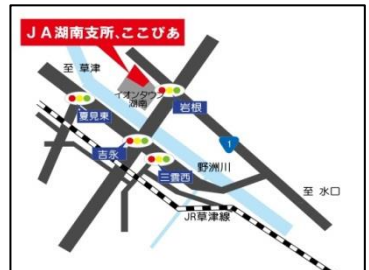 JA湖南支所、ここぴあ
至 草津
イオンタウン
湖南
岩根
夏見東
吉永
1
三雲西
野洲川
至 水口
JR草津線